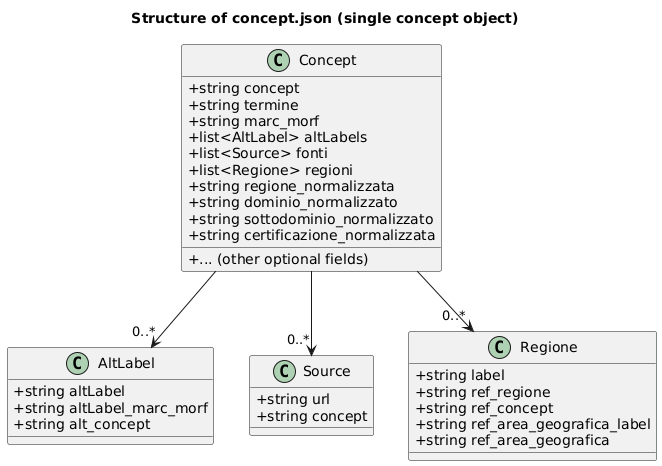 Structure of concept.json (single concept object)
C Concept
+string concept
+string termine
+string marc_morf
+list<AltLabel> altLabels
+list<Source> fonti
+list<Regione> regioni
+string regione_normalizzata
+string dominio_normalizzato
+string sottodominio_normalizzato
+string certificazione_normalizzata
+... (other optional fields)
0..*
0..*
0..*
C AltLabel
+string altLabel
+string altLabel_marc_morf
+string alt_concept
C Source
+string url
+string concept
C Regione
+string label
+string ref_regione
+string ref_concept
+string ref_area_geografica_label
+string ref_area_geografica